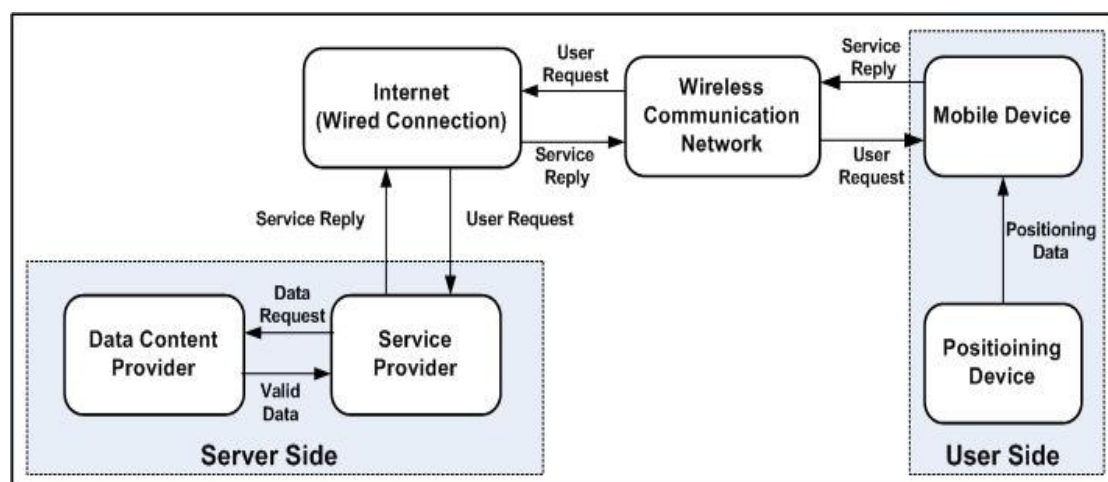 User
Request
Service
Reply
Internet
(Wired Connection)
Wireless
Communication
Network
Mobile Device
Service
Reply
User
Request
Service Reply
User Request
Positioning
Data
Data
Request
Data Content
Provider
Service
Provider
Positioining
Device
Valid
Data
Server Side
User Side